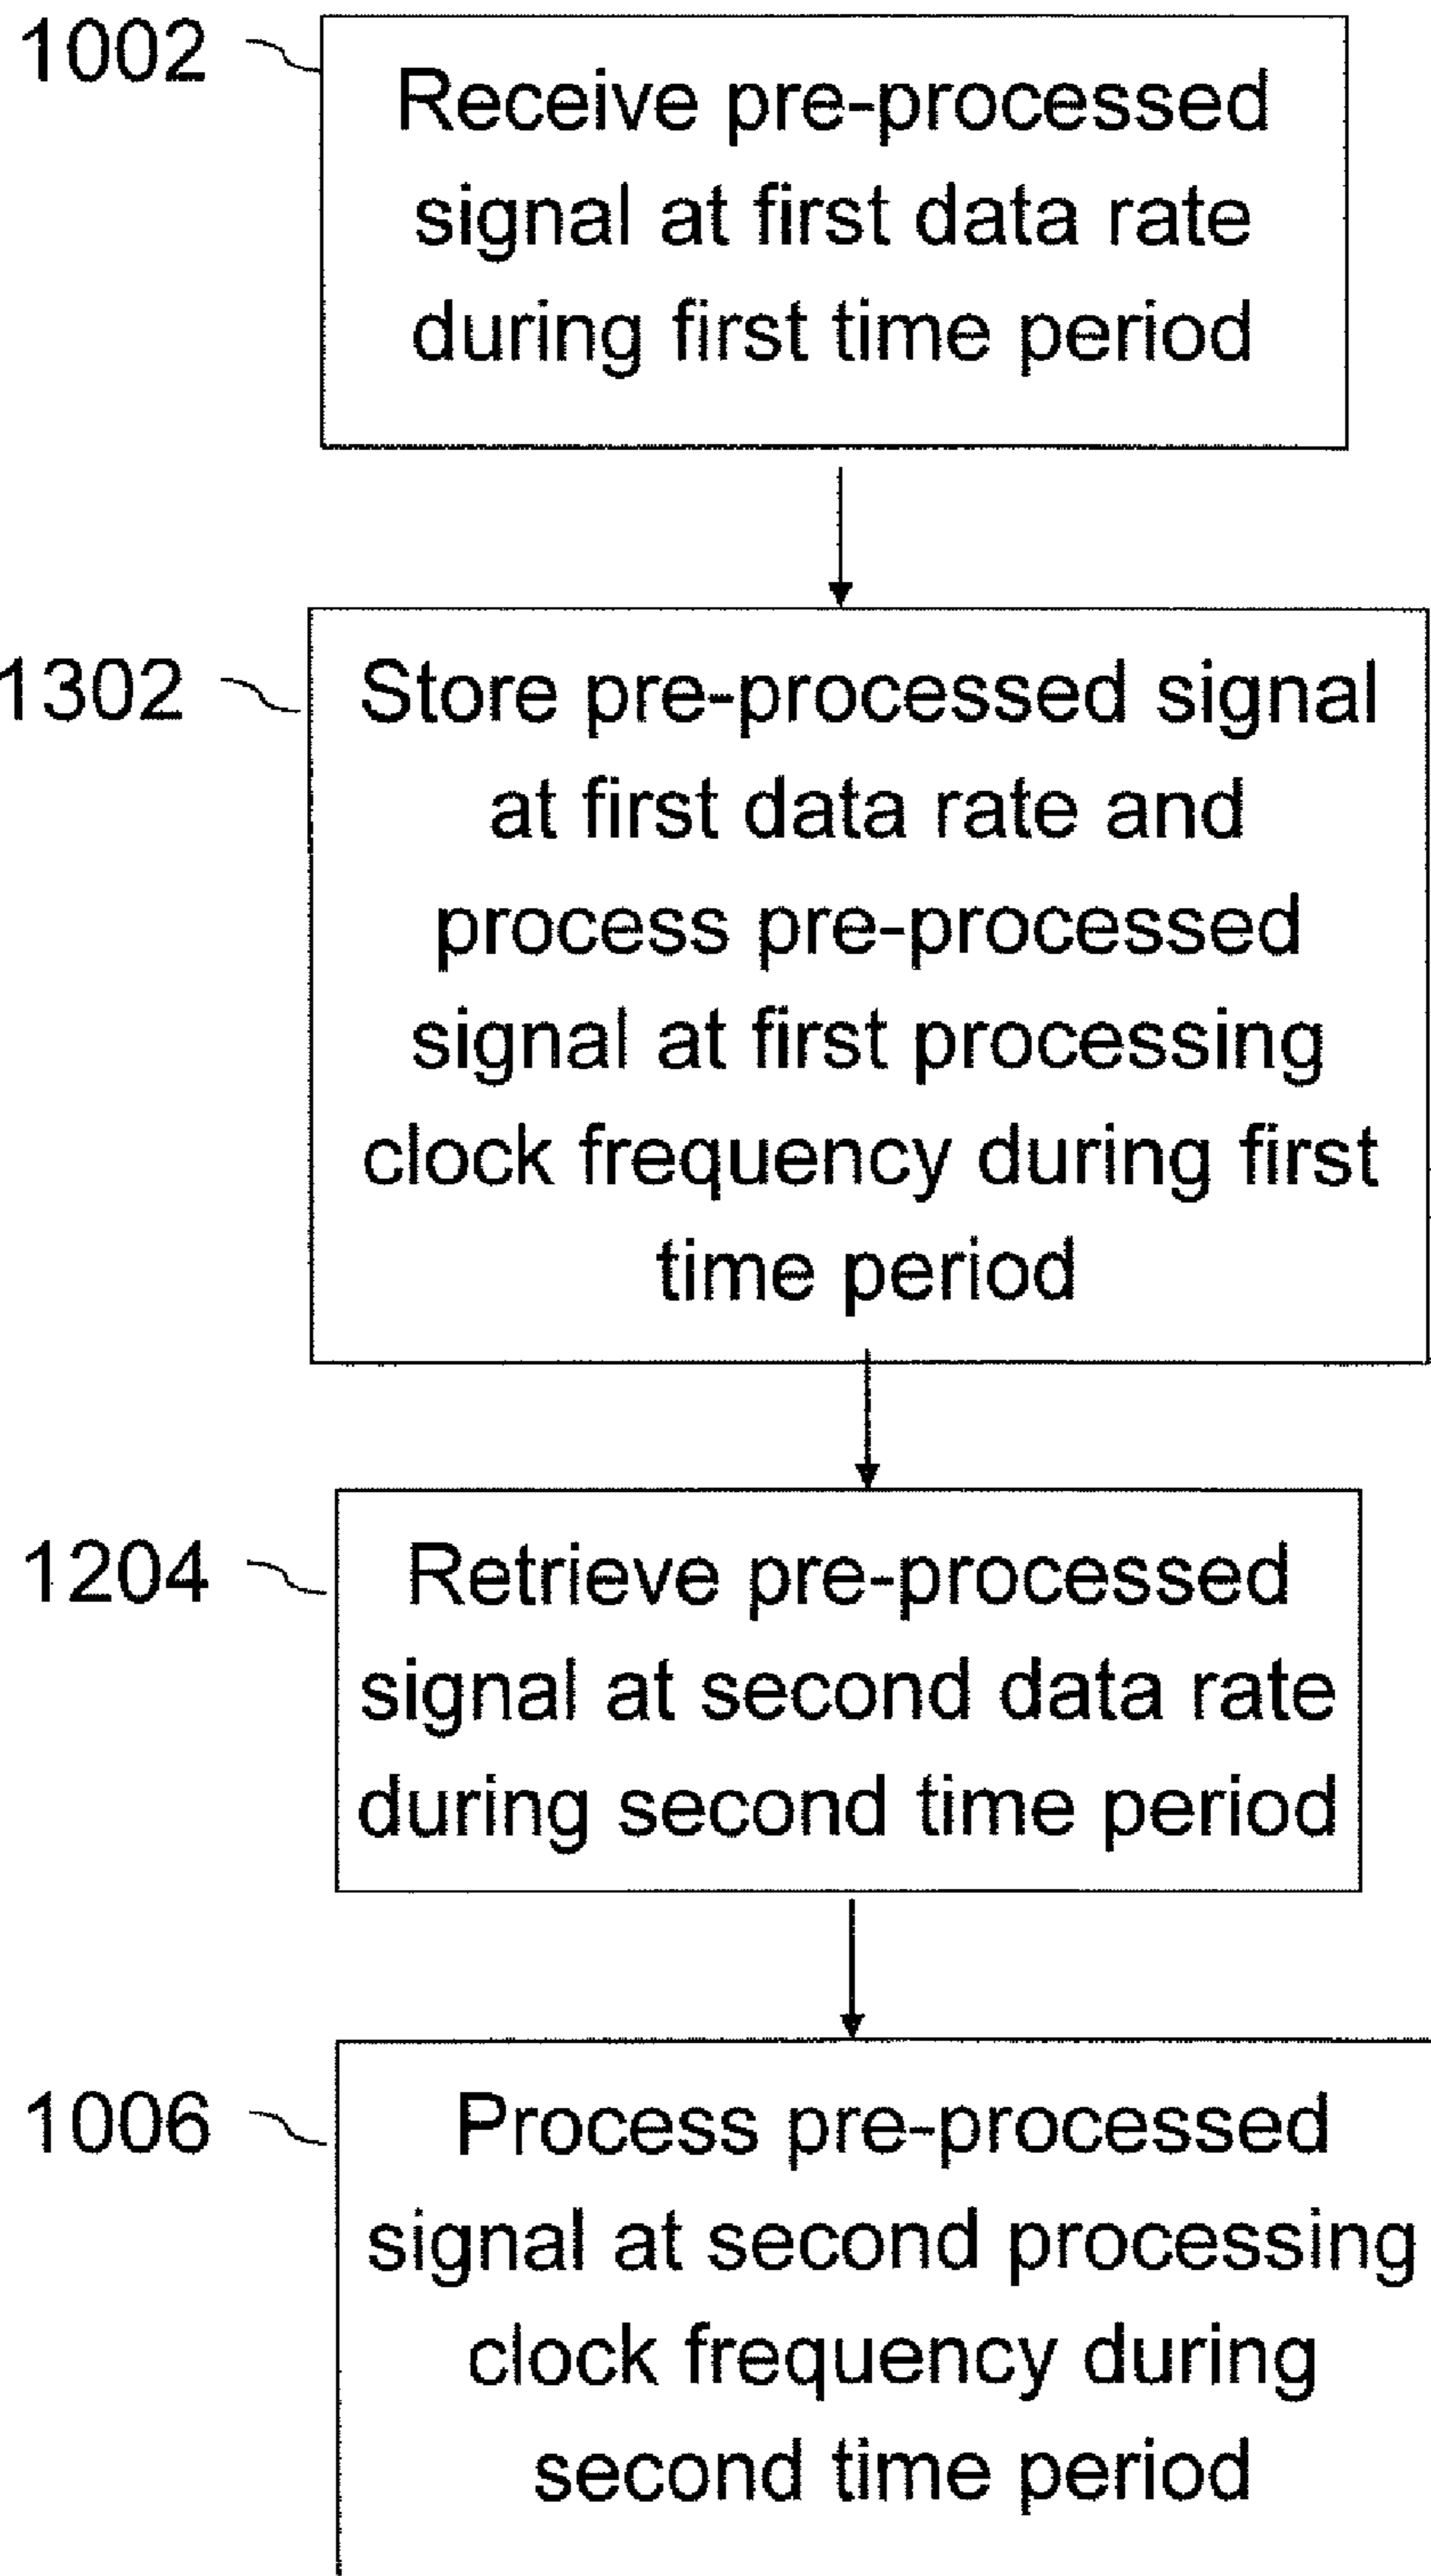 1002
Receive pre-processed
signal at first data rate
during first time period
1302
Store pre-processed signal
at first data rate and
process pre-processed
signal at first processing
clock frequency during first
time period
1204
Retrieve pre-processed
signal at second data rate
during second time period
1006
Process pre-processed
signal at second processing
clock frequency during
second time period